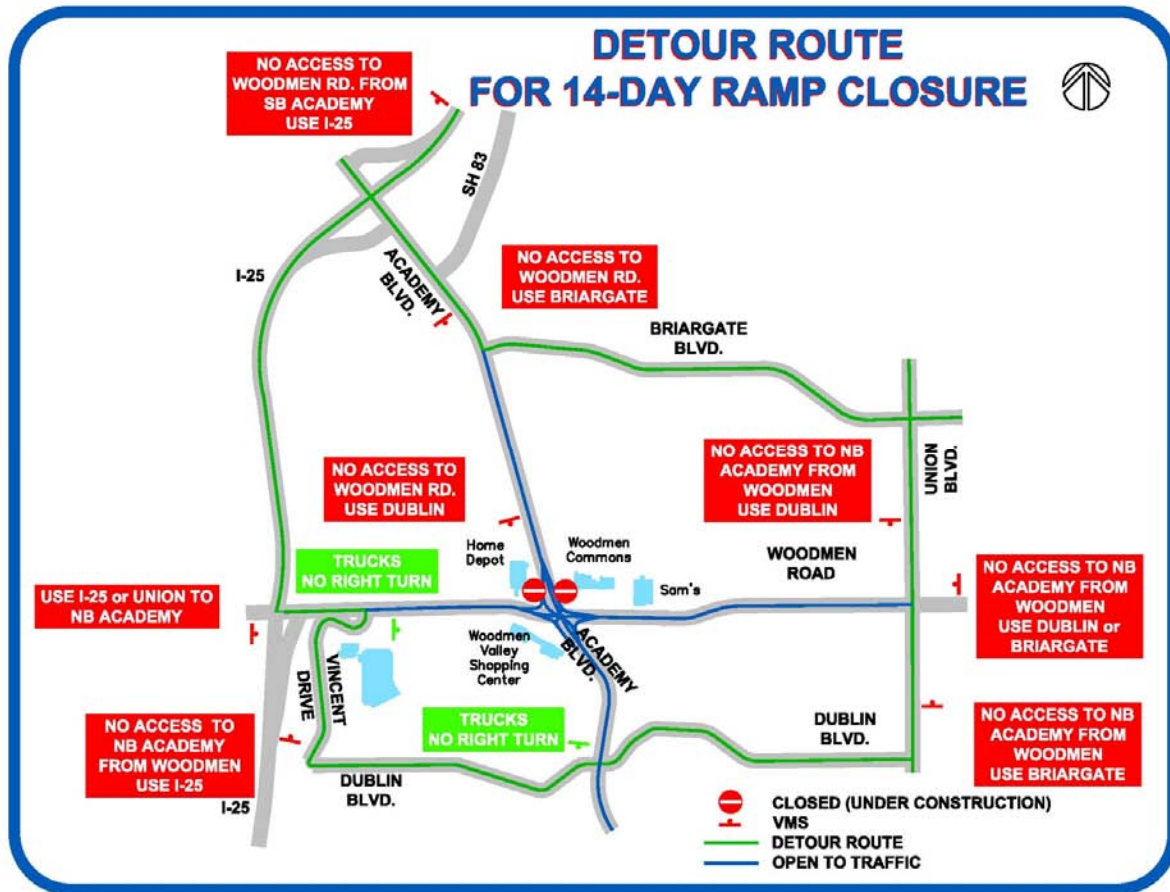 DETOUR ROUTE
FOR 14-DAY RAMP CLOSURE
NO ACCESS TO
WOODMEN RD. FROM
SB ACADEMY
USE I-25
SH 83
I-25
ACADEMY
BLVD.
NO ACCESS TO
WOODMEN RD.
USE BRIARGATE
BRIARGATE
BLVD.
NO ACCESS TO
WOODMEN RD.
USE DUBLIN
NO ACCESS TO NB
ACADEMY FROM
WOODMEN
USE DUBLIN
UNION
BLVD.
TRUCKS
NO RIGHT TURN
Home
Depot
Woodmen
Commons
Sam's
WOODMEN
ROAD
USE I-25 or UNION TO
NB ACADEMY
NO ACCESS TO NB
ACADEMY FROM
WOODMEN
USE DUBLIN or
BRIARGATE
VINCENT
DRIVE
Woodmen
Valley
Shopping
Center
ACADEMY
BLVD.
NO ACCESS TO
NB ACADEMY
FROM WOODMEN
USE I-25
I-25
TRUCKS
NO RIGHT TURN
DUBLIN
BLVD.
DUBLIN
BLVD.
NO ACCESS TO NB
ACADEMY FROM
WOODMEN
USE BRIARGATE
CLOSED (UNDER CONSTRUCTION)
VMS
DETOUR ROUTE
OPEN TO TRAFFIC